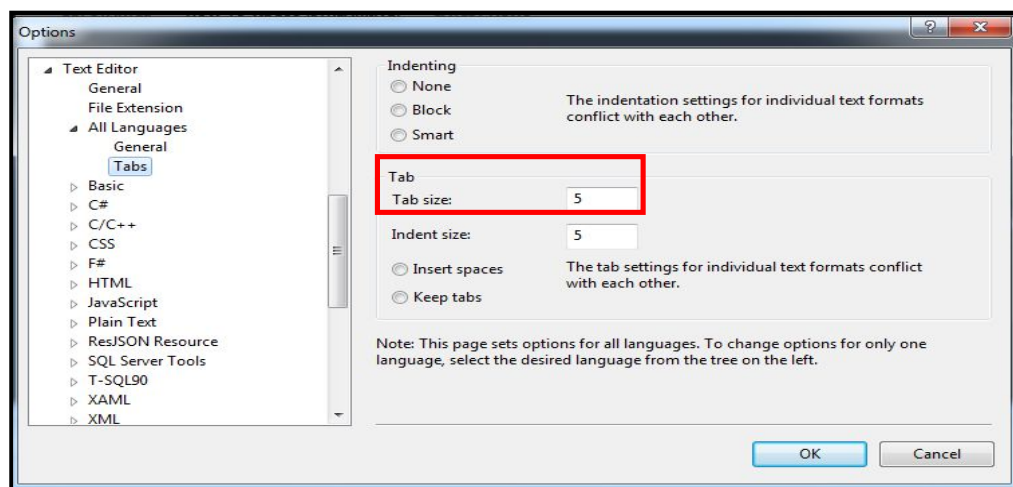 Options
?
Text Editor
General
File Extension
All Languages
General
Tabs
Basic
C#
C/C++
CSS
F#
HTML
JavaScript
Plain Text
ResJSON Resource
SQL Server Tools
T-SQL90
XAML
XML
Indenting
None
Block
Smart
The indentation settings for individual text formats
conflict with each other.
Tab
Tab size: 5
Indent size: 5
Insert spaces
Keep tabs
The tab settings for individual text formats conflict
with each other.
Note: This page sets options for all languages. To change options for only one
language, select the desired language from the tree on the left.
OK
Cancel